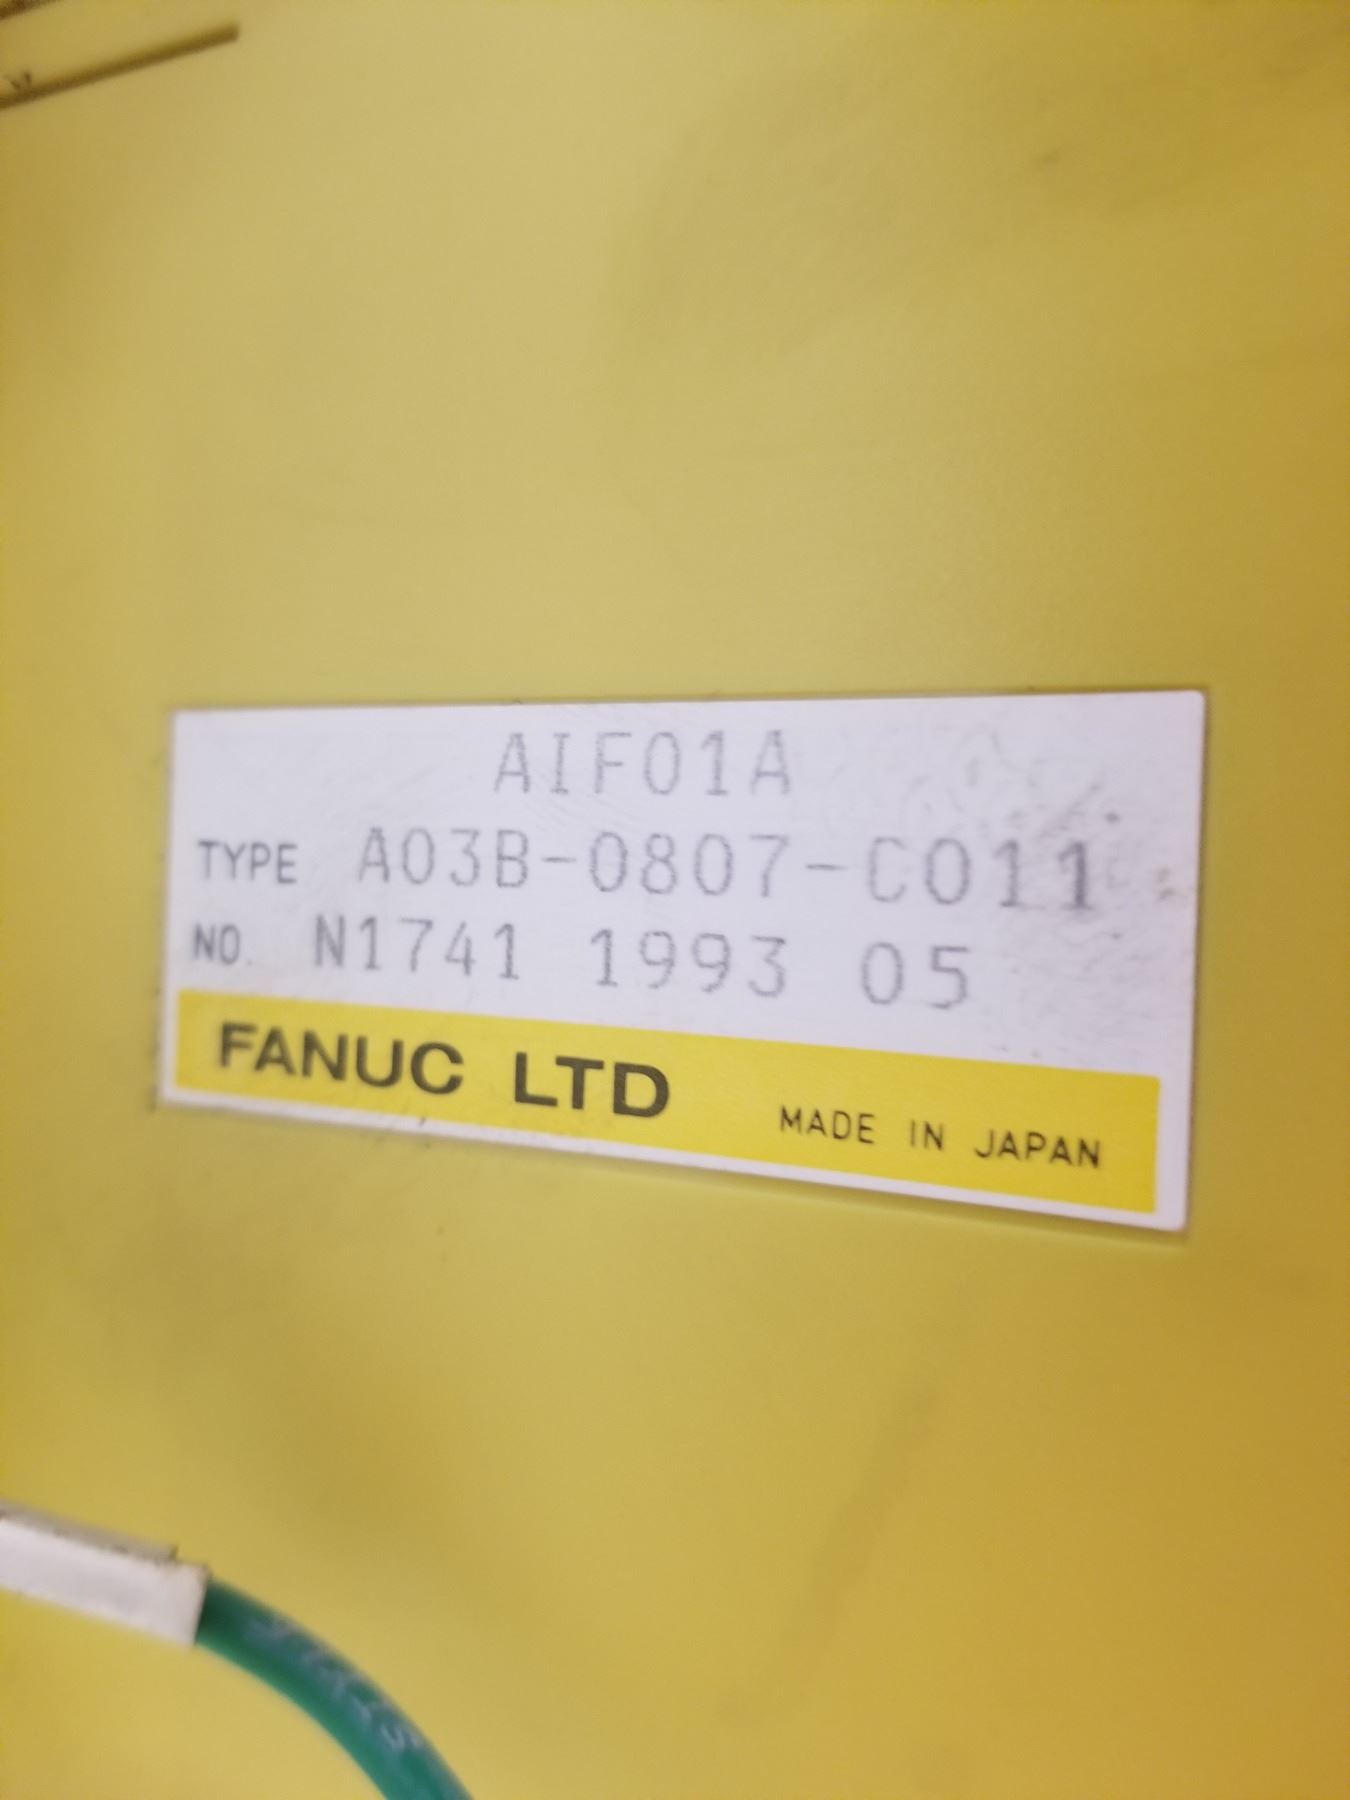 AIF01A
TYPE A03B-0807-C011
NO. N1741 1993 05
FANUC LTD MADE IN JAPAN